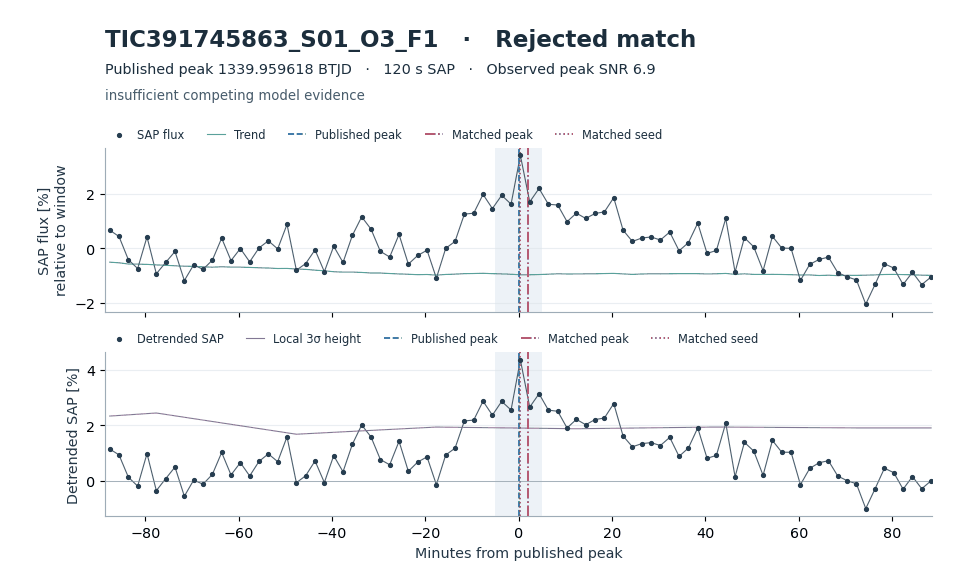 TIC391745863_S01_O3_F1 · Rejected match
Published peak 1339.959618 BTJD · 120 s SAP · Observed peak SNR 6.9
insufficient competing model evidence
SAP flux Trend Published peak Matched peak Matched seed
SAP flux [%]
relative to window
2
0
−2
Detrended SAP Local 3σ height Published peak Matched peak Matched seed
Detrended SAP [%]
4
2
0
−80 −60 −40 −20 0 20 40 60 80
Minutes from published peak